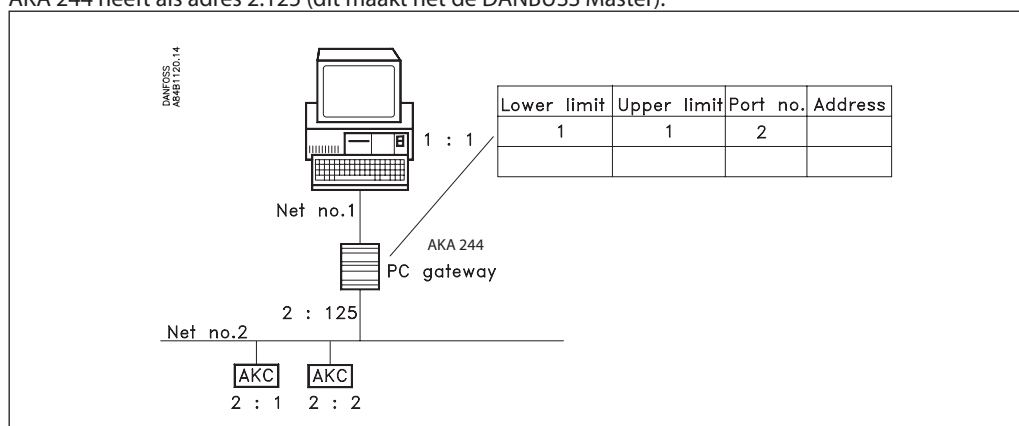 AKA 244 heeft als adres 2:125 (dit maakt het de DANBUSS Master).
DANFOSS
A84B1120.14
Lower limit Upper limit Port no. Address
1 1 2
1 : 1
Net no.1
AKA 244
PC gateway
2 : 125
Net no.2
AKC AKC
2 : 1 2 : 2